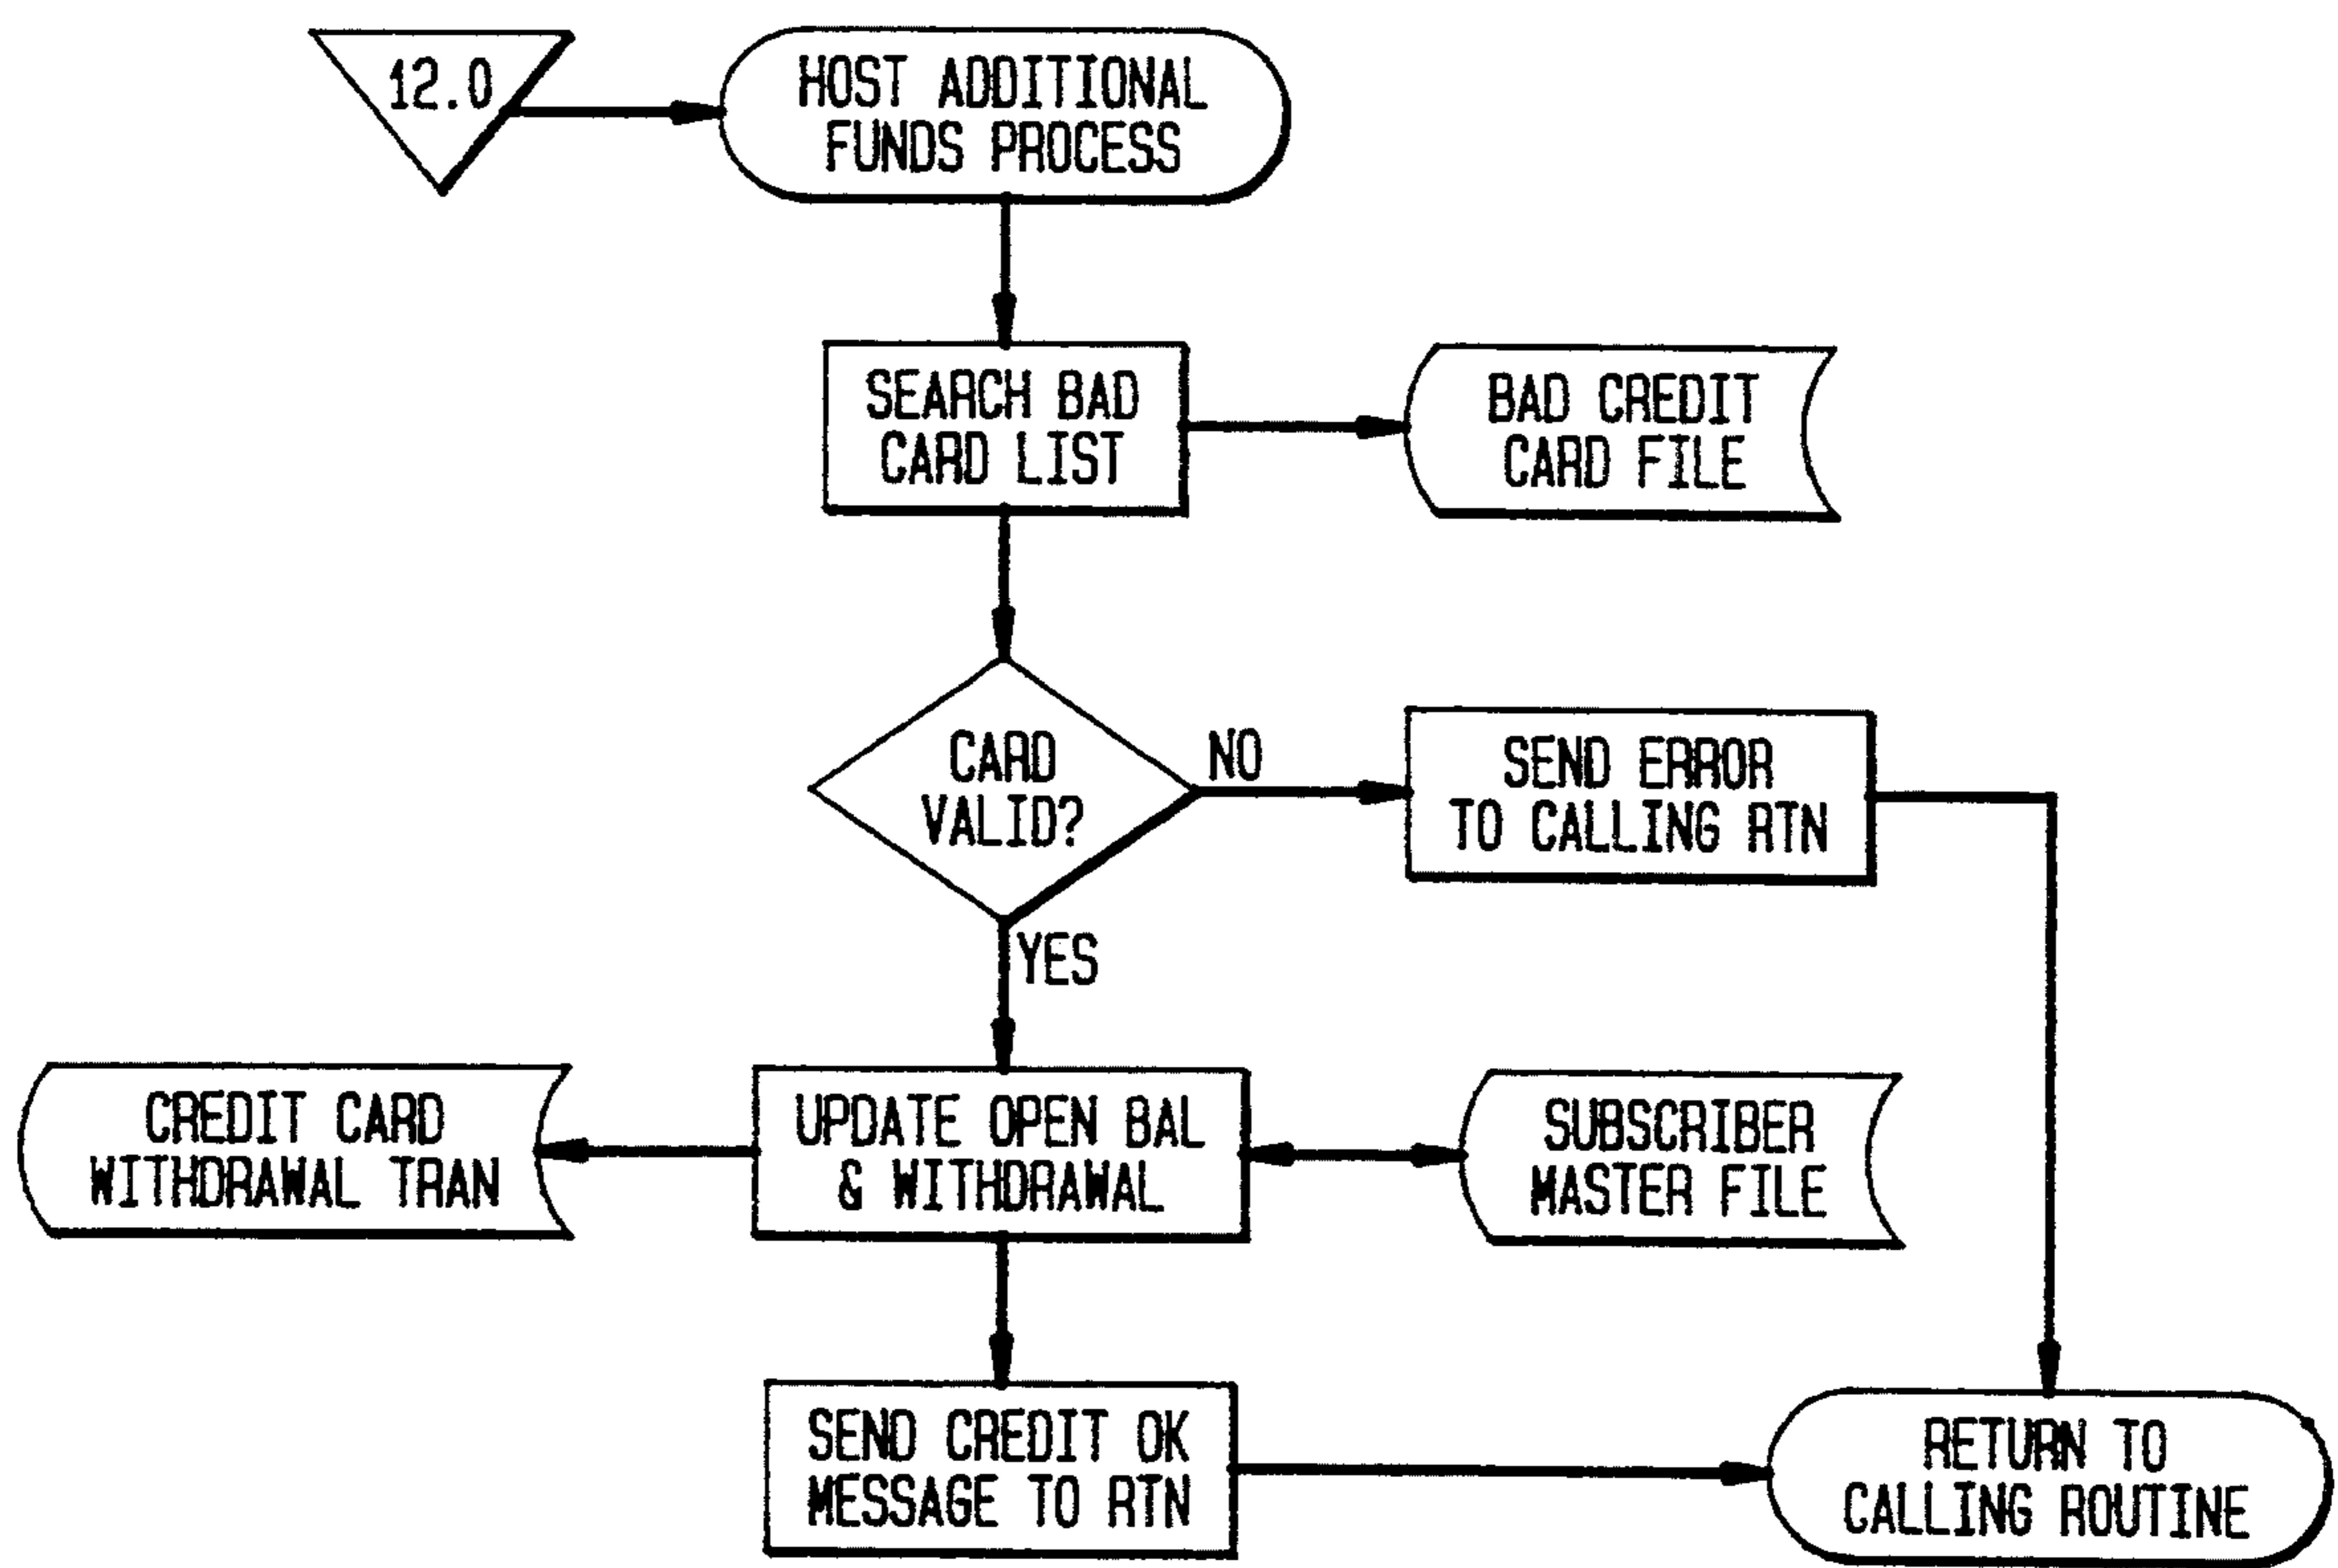 12.0
HOST ADDITIONAL
FUNDS PROCESS
SEARCH BAD
CARD LIST
BAD CREDIT
CARD FILE
CARD
VALID?
NO
SEND ERROR
TO CALLING RTN
YES
CREDIT CARD
WITHDRAWAL TRAN
UPDATE OPEN BAL
& WITHDRAWAL
SUBSCRIBER
MASTER FILE
SEND CREDIT OK
MESSAGE TO RTN
RETURN TO
CALLING ROUTINE